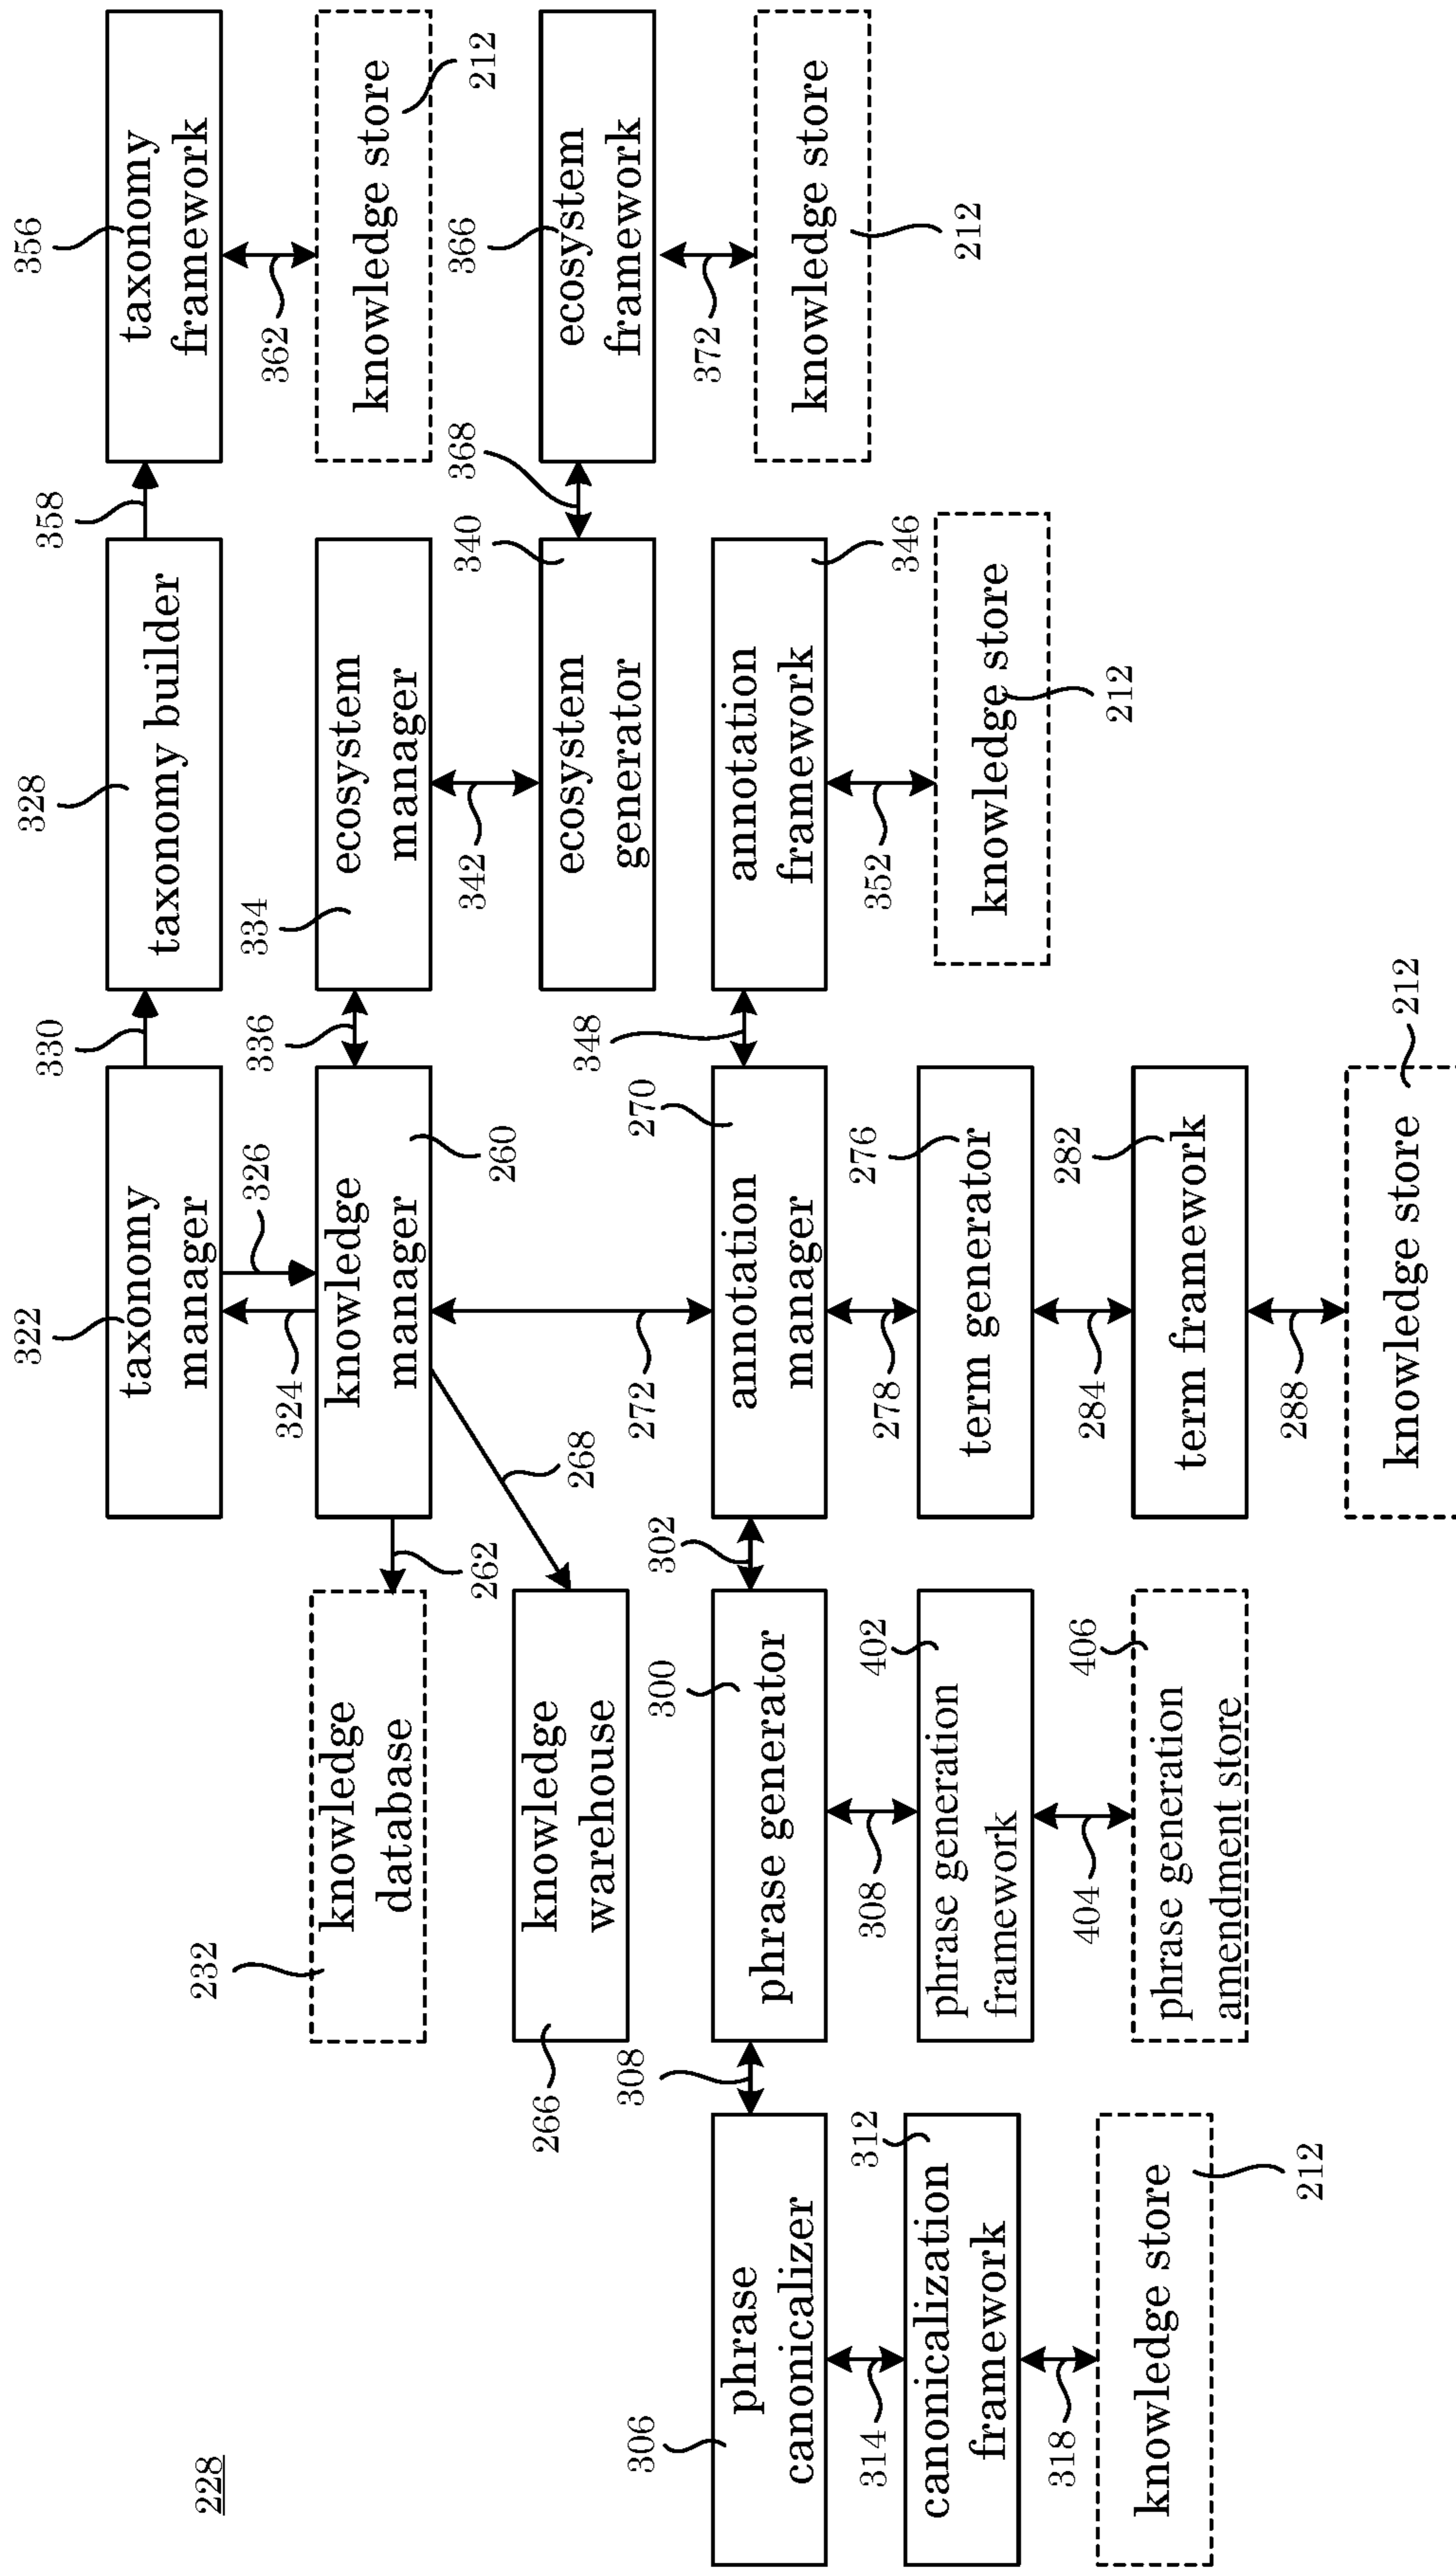 228
322
taxonomy
manager
330
328
taxonomy builder
358
356
taxonomy
framework
324
326
362
232
knowledge
database
262
knowledge
manager
260
336
334
ecosystem
manager
knowledge store
212
268
342
368
266
knowledge
warehouse
272
340
ecosystem
generator
366
ecosystem
framework
372
306
phrase
canonicalizer
308
300
phrase generator
302
270
annotation
manager
348
346
annotation
framework
knowledge store
212
314
308
278
352
312
canonicalization
framework
402
phrase generation
framework
276
term generator
knowledge store
212
318
404
284
knowledge store
212
406
phrase generation
amendment store
282
term framework
288
knowledge store
212